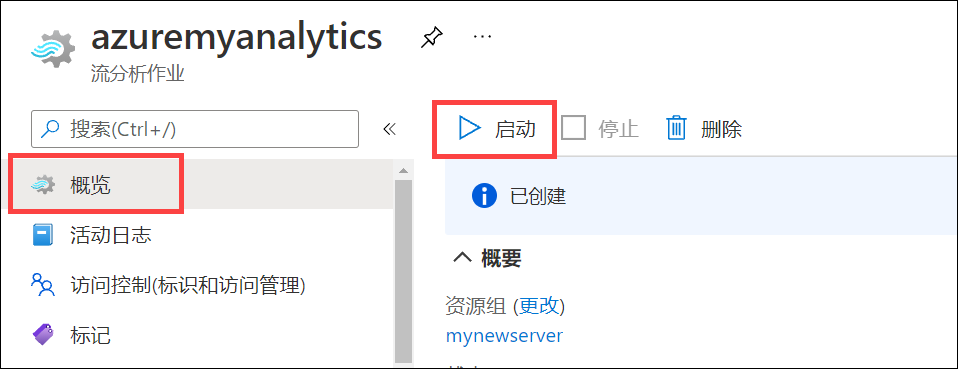 azuremyanalytics
流分析作业
搜索(Ctrl+/)
概览
活动日志
访问控制(标识和访问管理)
标记
启动 停止 删除
已创建
概要
资源组 (更改)
mynewserver